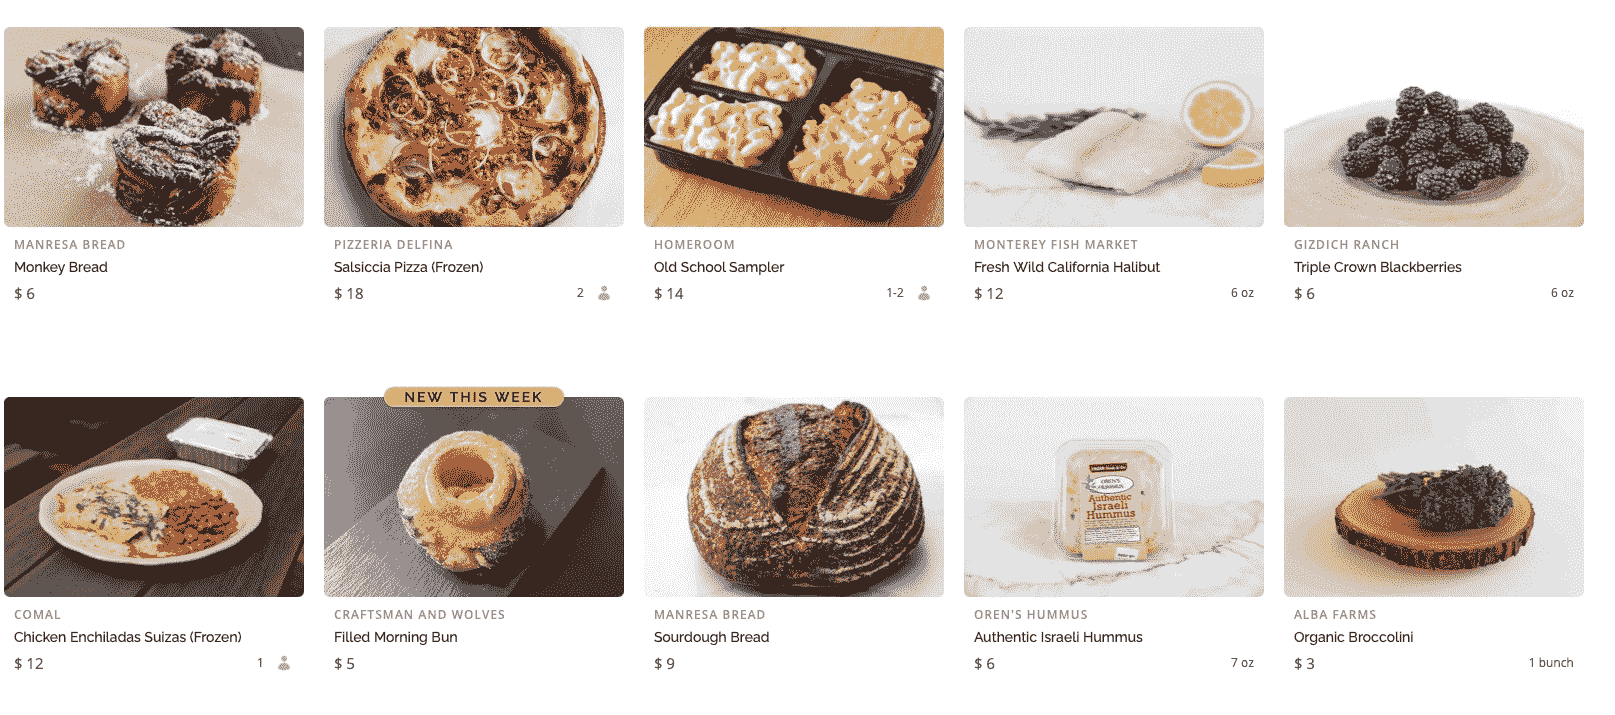 MANRESA BREAD
Monkey Bread
$ 6
PIZZERIA DELFINA
Salsiccia Pizza (Frozen)
$ 18
2
HOMEROOM
Old School Sampler
$ 14
1-2
MONTEREY FISH MARKET
Fresh Wild California Halibut
$ 12
6 oz
GIZDICH RANCH
Triple Crown Blackberries
$ 6
6 oz
COMAL
Chicken Enchiladas Suizas (Frozen)
$ 12
1
NEW THIS WEEK
CRAFTSMAN AND WOLVES
Filled Morning Bun
$ 5
MANRESA BREAD
Sourdough Bread
$ 9
OREN'S
HUMMUS
Authentic
Israeli
Hummus
OREN'S HUMMUS
Authentic Israeli Hummus
$ 6
7 oz
ALBA FARMS
Organic Broccolini
$ 3
1 bunch